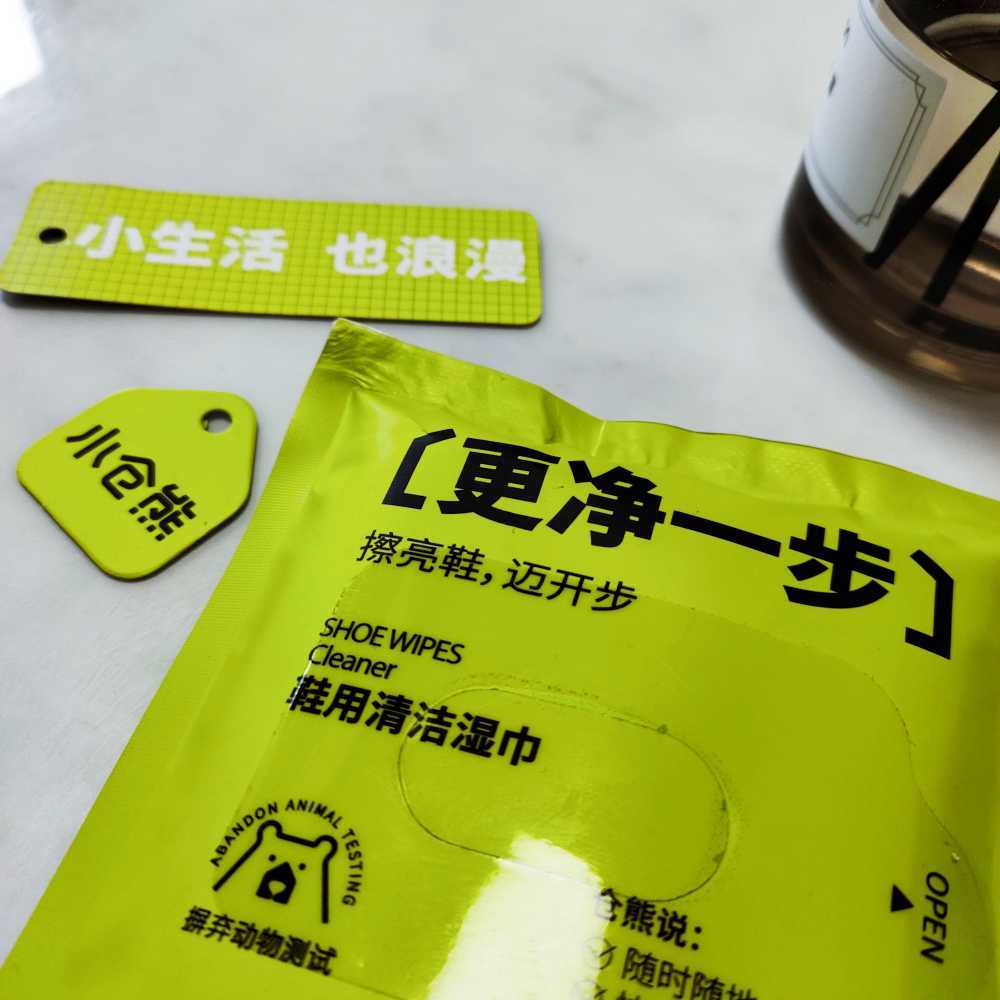 小生活 也浪漫
小仓熊
[更净一步]
擦亮鞋，迈开步
SHOE WIPES
Cleaner
鞋用清洁湿巾
ABANDON ANIMAL TESTING
摒弃动物测试
OPEN
仓熊说：
随时随地